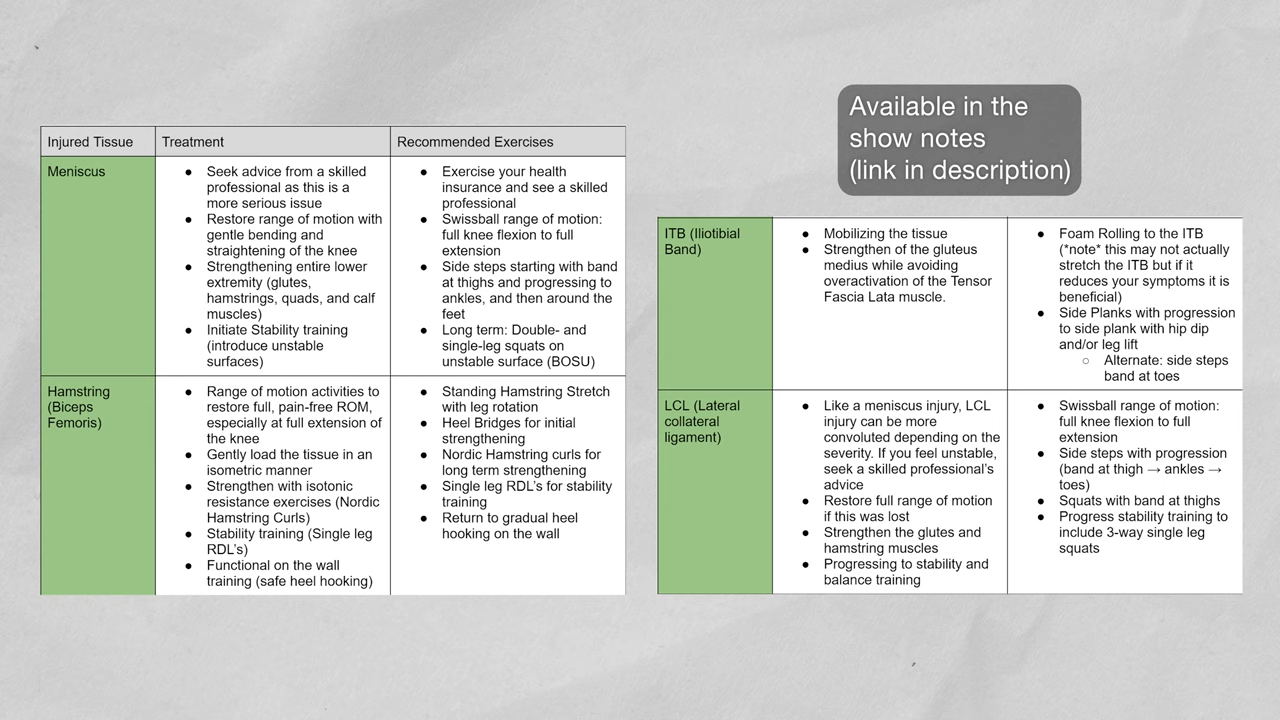 Available in the
show notes
(link in description)
Injured Tissue
Treatment
Recommended Exercises
Meniscus
● Seek advice from a skilled
professional as this is a
more serious issue
● Restore range of motion with
gentle bending and
straightening of the knee
● Strengthening entire lower
extremity (glutes,
hamstrings, quads, and calf
muscles)
● Initiate Stability training
(introduce unstable
surfaces)
● Exercise your health
insurance and see a skilled
professional
● Swissball range of motion:
full knee flexion to full
extension
● Side steps starting with band
at thighs and progressing to
ankles, and then around the
feet
● Long term: Double- and
single-leg squats on
unstable surface (BOSU)
Hamstring
(Biceps
Femoris)
● Range of motion activities to
restore full, pain-free ROM,
especially at full extension of
the knee
● Gently load the tissue in an
isometric manner
● Strengthen with isotonic
resistance exercises (Nordic
Hamstring Curls)
● Stability training (Single leg
RDL's)
● Functional on the wall
training (safe heel hooking)
● Standing Hamstring Stretch
with leg rotation
● Heel Bridges for initial
strengthening
● Nordic Hamstring curls for
long term strengthening
● Single leg RDL's for stability
training
● Return to gradual heel
hooking on the wall
ITB (Iliotibial
Band)
● Mobilizing the tissue
● Strengthen of the gluteus
medius while avoiding
overactivation of the Tensor
Fascia Lata muscle.
● Foam Rolling to the ITB
(*note* this may not actually
stretch the ITB but if it
reduces your symptoms it is
beneficial)
● Side Planks with progression
to side plank with hip dip
and/or leg lift
○ Alternate: side steps
band at toes
LCL (Lateral
collateral
ligament)
● Like a meniscus injury, LCL
injury can be more
convoluted depending on the
severity. If you feel unstable,
seek a skilled professional's
advice
● Restore full range of motion
if this was lost
● Strengthen the glutes and
hamstring muscles
● Progressing to stability and
balance training
● Swissball range of motion:
full knee flexion to full
extension
● Side steps with progression
(band at thigh → ankles →
toes)
● Squats with band at thighs
● Progress stability training to
include 3-way single leg
squats